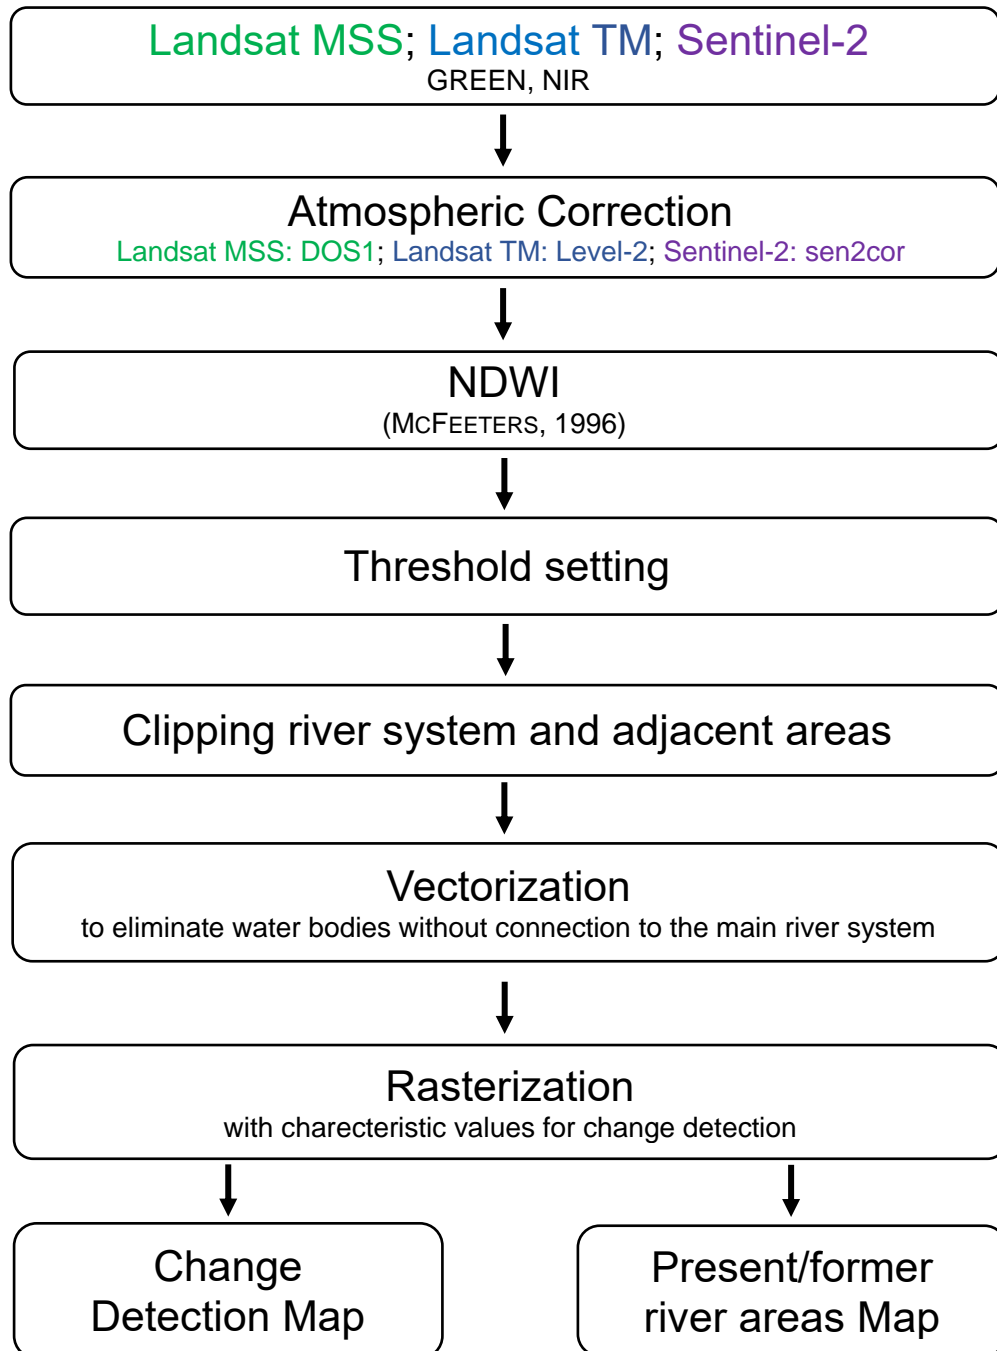 Landsat MSS; Landsat TM; Sentinel-2
GREEN, NIR
Atmospheric Correction
Landsat MSS: DOS1; Landsat TM: Level-2; Sentinel-2: sen2cor
NDWI
(MCFEETERS, 1996)
Threshold setting
Clipping river system and adjacent areas
Vectorization
to eliminate water bodies without connection to the main river system
Rasterization
with charecteristic values for change detection
Change
Detection Map
Present/former
river areas Map